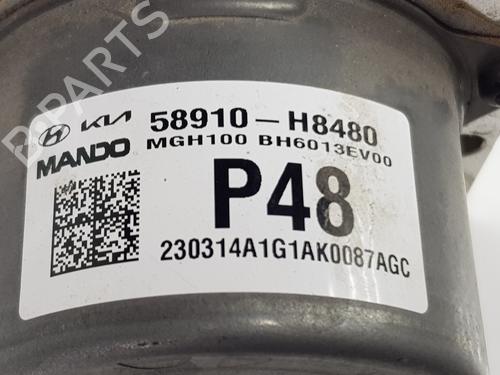 KIA 58910-H8480
MANDO MGH100 BH6013EV00
P48
230314A1G1AK0087AGC
B PARTS